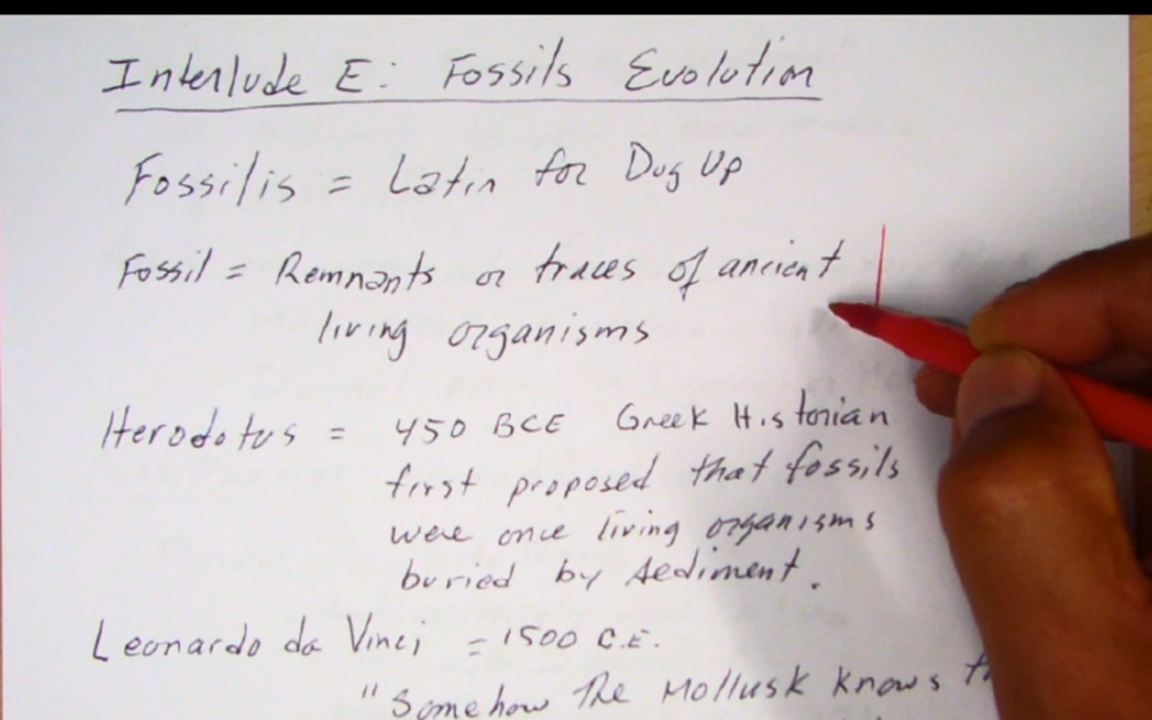 Interlude E: Fossils Evolution
Fossilis = Latin for Dug Up
Fossil = Remnants or traces of ancient
living organisms
Herodotus = 450 BCE Greek Historian
first proposed that fossils
were once living organisms
buried by sediment.
Leonardo da Vinci = 1500 C.E.
"Somehow The Mollusk knows